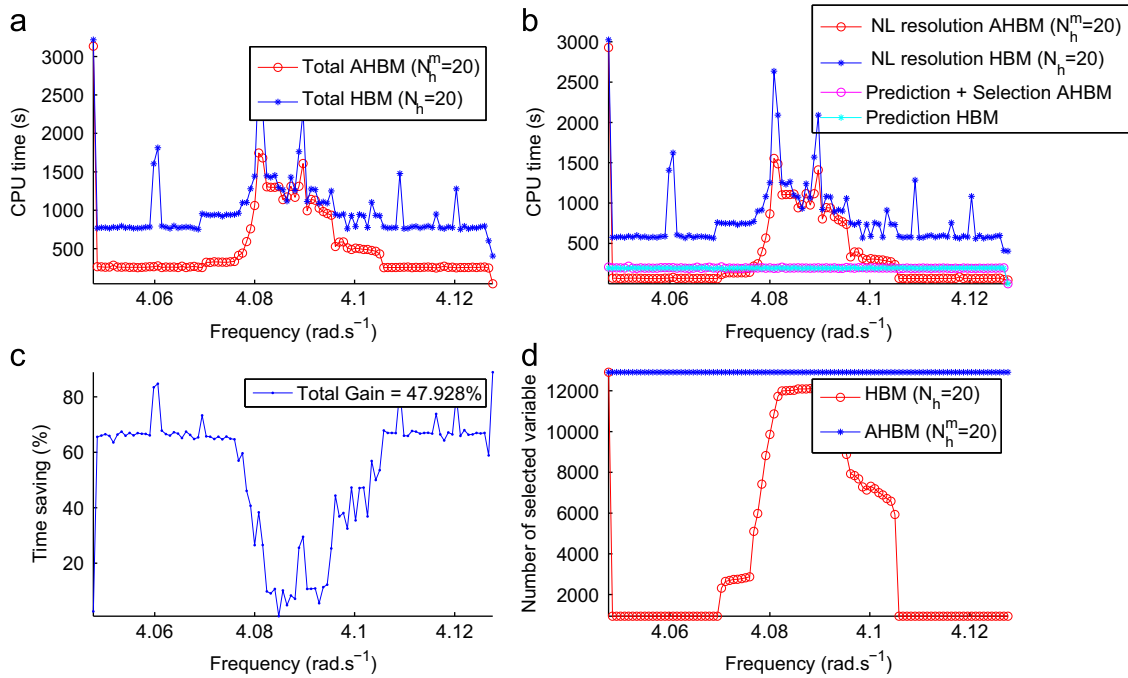 a
3000
2500
2000
1500
1000
500
CPU time (s)
Total AHBM (N_h^m=20)
Total HBM (N_h=20)
4.06
4.08
4.1
4.12
Frequency (rad.s⁻¹)
b
3000
2500
2000
1500
1000
500
CPU time (s)
NL resolution AHBM (N_h^m=20)
NL resolution HBM (N_h=20)
Prediction + Selection AHBM
Prediction HBM
4.06
4.08
4.1
4.12
Frequency (rad.s⁻¹)
c
80
60
40
20
Time saving (%)
Total Gain = 47.928%
4.06
4.08
4.1
4.12
Frequency (rad.s⁻¹)
d
12000
10000
8000
6000
4000
2000
Number of selected variable
HBM (N_h=20)
AHBM (N_h^m=20)
4.06
4.08
4.1
4.12
Frequency (rad.s⁻¹)